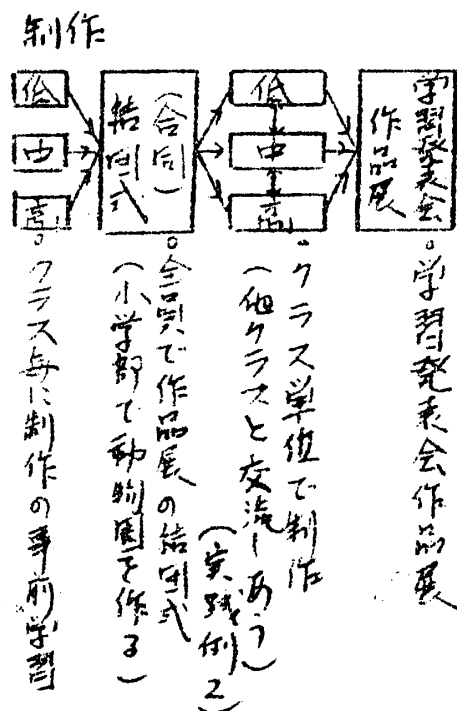 制作
低
中
高
結団式
(合同)
低
中
高
学習発表会
作品展
。クラス毎に制作の事前学習
。全員で作品展の結団式
(小学部で動物園を作る)
。クラス単位で制作
(他クラスと交流しあう)
(実践例2)
。学習発表会作品展